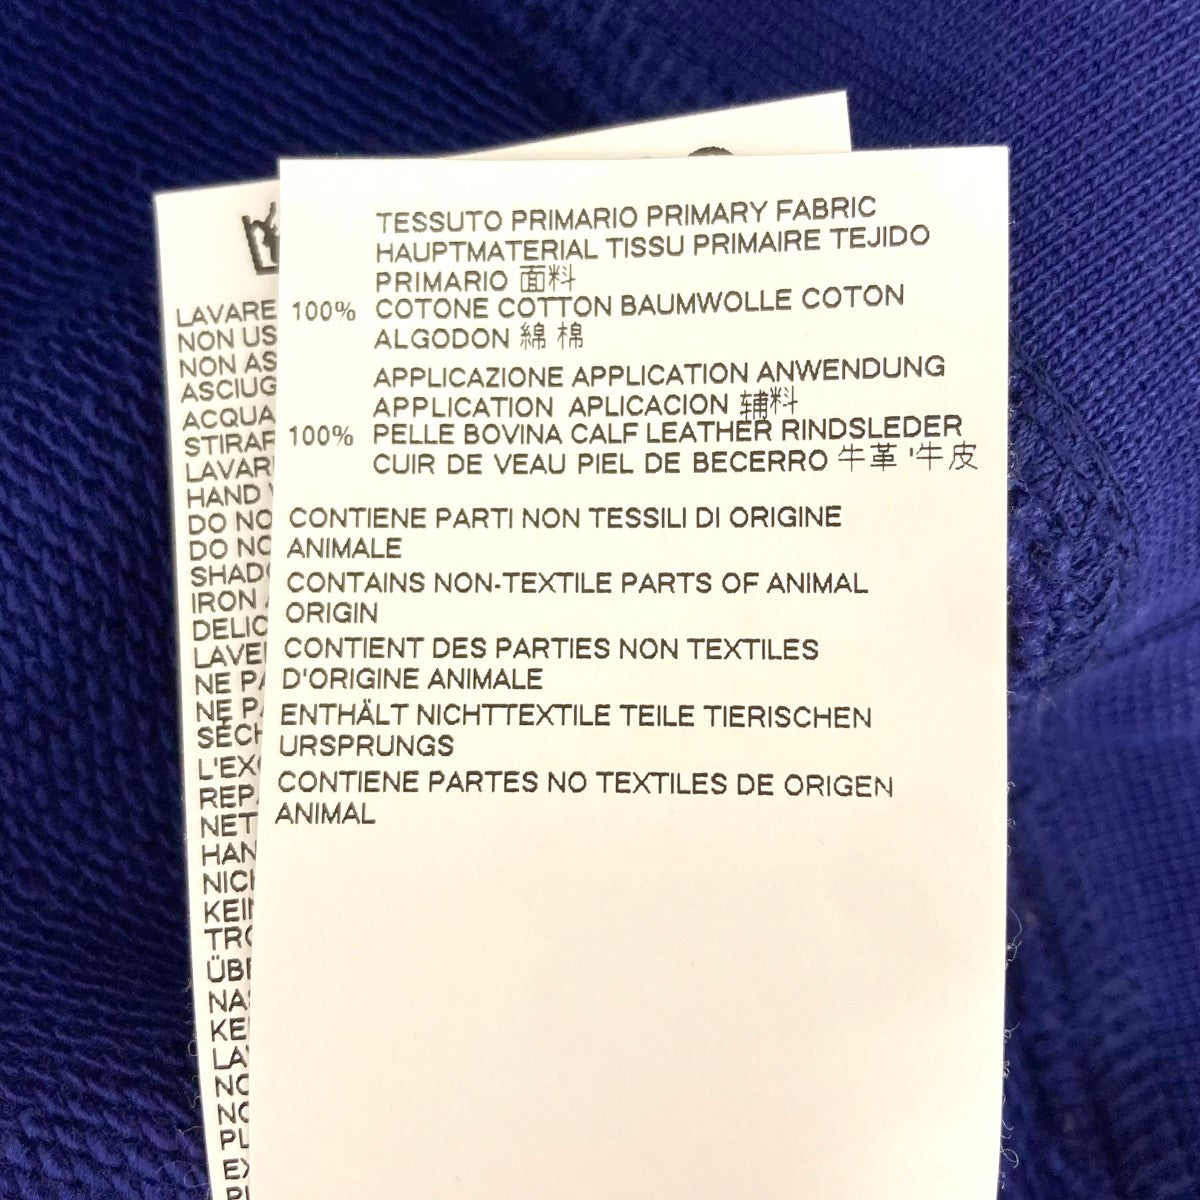 TESSUTO PRIMARIO PRIMARY FABRIC
HAUPTMATERIAL TISSU PRIMAIRE TEJIDO
PRIMARIO 面料
100% COTONE COTTON BAUMWOLLE COTON
ALGODON 綿 棉
APPLICAZIONE APPLICATION ANWENDUNG
APPLICATION APLICACION 辅料
100% PELLE BOVINA CALF LEATHER RINDSLEDER
CUIR DE VEAU PIEL DE BECERRO 牛革 '牛皮
CONTIENE PARTI NON TESSILI DI ORIGINE
ANIMALE
CONTAINS NON-TEXTILE PARTS OF ANIMAL
ORIGIN
CONTIENT DES PARTIES NON TEXTILES
D'ORIGINE ANIMALE
ENTHÄLT NICHTTEXTILE TEILE TIERISCHEN
URSPRUNGS
CONTIENE PARTES NO TEXTILES DE ORIGEN
ANIMAL
LAVARE
NON US
NON AS
ASCIUG
ACQUA
STIRAF
LAVAR
HAND
DO NO
DO NO
SHAD
IRON
DELIC
LAVE
NE PA
NE PA
SÉCH
L'EX
REP
NET
HAN
NICH
KEIN
TRO
ÜBE
NAS
KE
LA
NO
NO
PL
EX